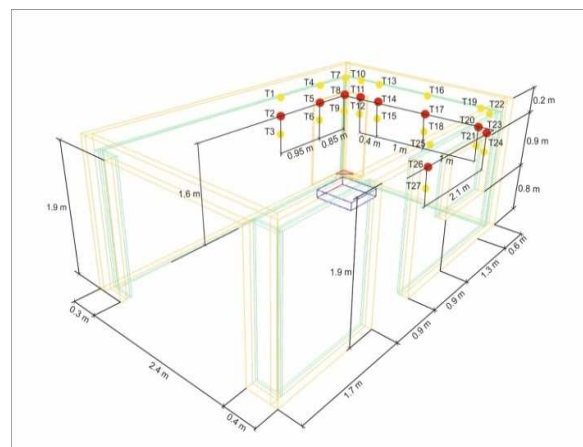 T7 T10
T4 T13
T1 T16
T8 T11 T19 T22
T5 T14
T2 T17
T9 T12 T20 T23
T6 T15
T3 T18 T21 T24
T25
T26
T27
0.2 m
0.9 m
0.8 m
0.95 m
0.85 m
0.4 m
1 m
2.1 m
1.6 m
1.9 m
1.9 m
0.6 m
1.3 m
0.9 m
0.9 m
1.7 m
0.3 m
2.4 m
0.4 m